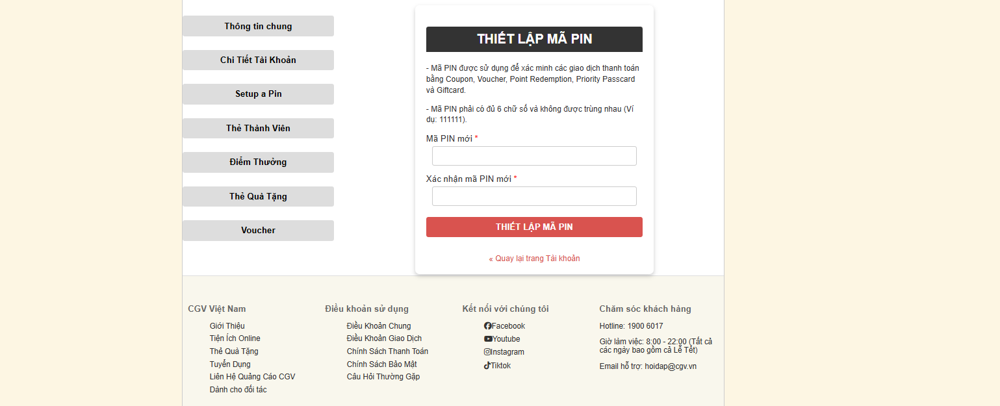 Thông tin chung
Chi Tiết Tài Khoản
Setup a Pin
Thẻ Thành Viên
Điểm Thưởng
Thẻ Quà Tặng
Voucher
THIẾT LẬP MÃ PIN
- Mã PIN được sử dụng để xác minh các giao dịch thanh toán
bằng Coupon, Voucher, Point Redemption, Priority Passcard
và Giftcard.
- Mã PIN phải có đủ 6 chữ số và không được trùng nhau (Ví
dụ: 111111).
Mã PIN mới *
Xác nhận mã PIN mới *
THIẾT LẬP MÃ PIN
« Quay lại trang Tài khoản
CGV Việt Nam
Giới Thiệu
Tiện Ích Online
Thẻ Quà Tặng
Tuyển Dụng
Liên Hệ Quảng Cáo CGV
Dành cho đối tác
Điều khoản sử dụng
Điều Khoản Chung
Điều Khoản Giao Dịch
Chính Sách Thanh Toán
Chính Sách Bảo Mật
Câu Hỏi Thường Gặp
Kết nối với chúng tôi
Facebook
Youtube
Instagram
Tiktok
Chăm sóc khách hàng
Hotline: 1900 6017
Giờ làm việc: 8:00 - 22:00 (Tất cả
các ngày bao gồm cả Lễ Tết)
Email hỗ trợ: hoidap@cgv.vn